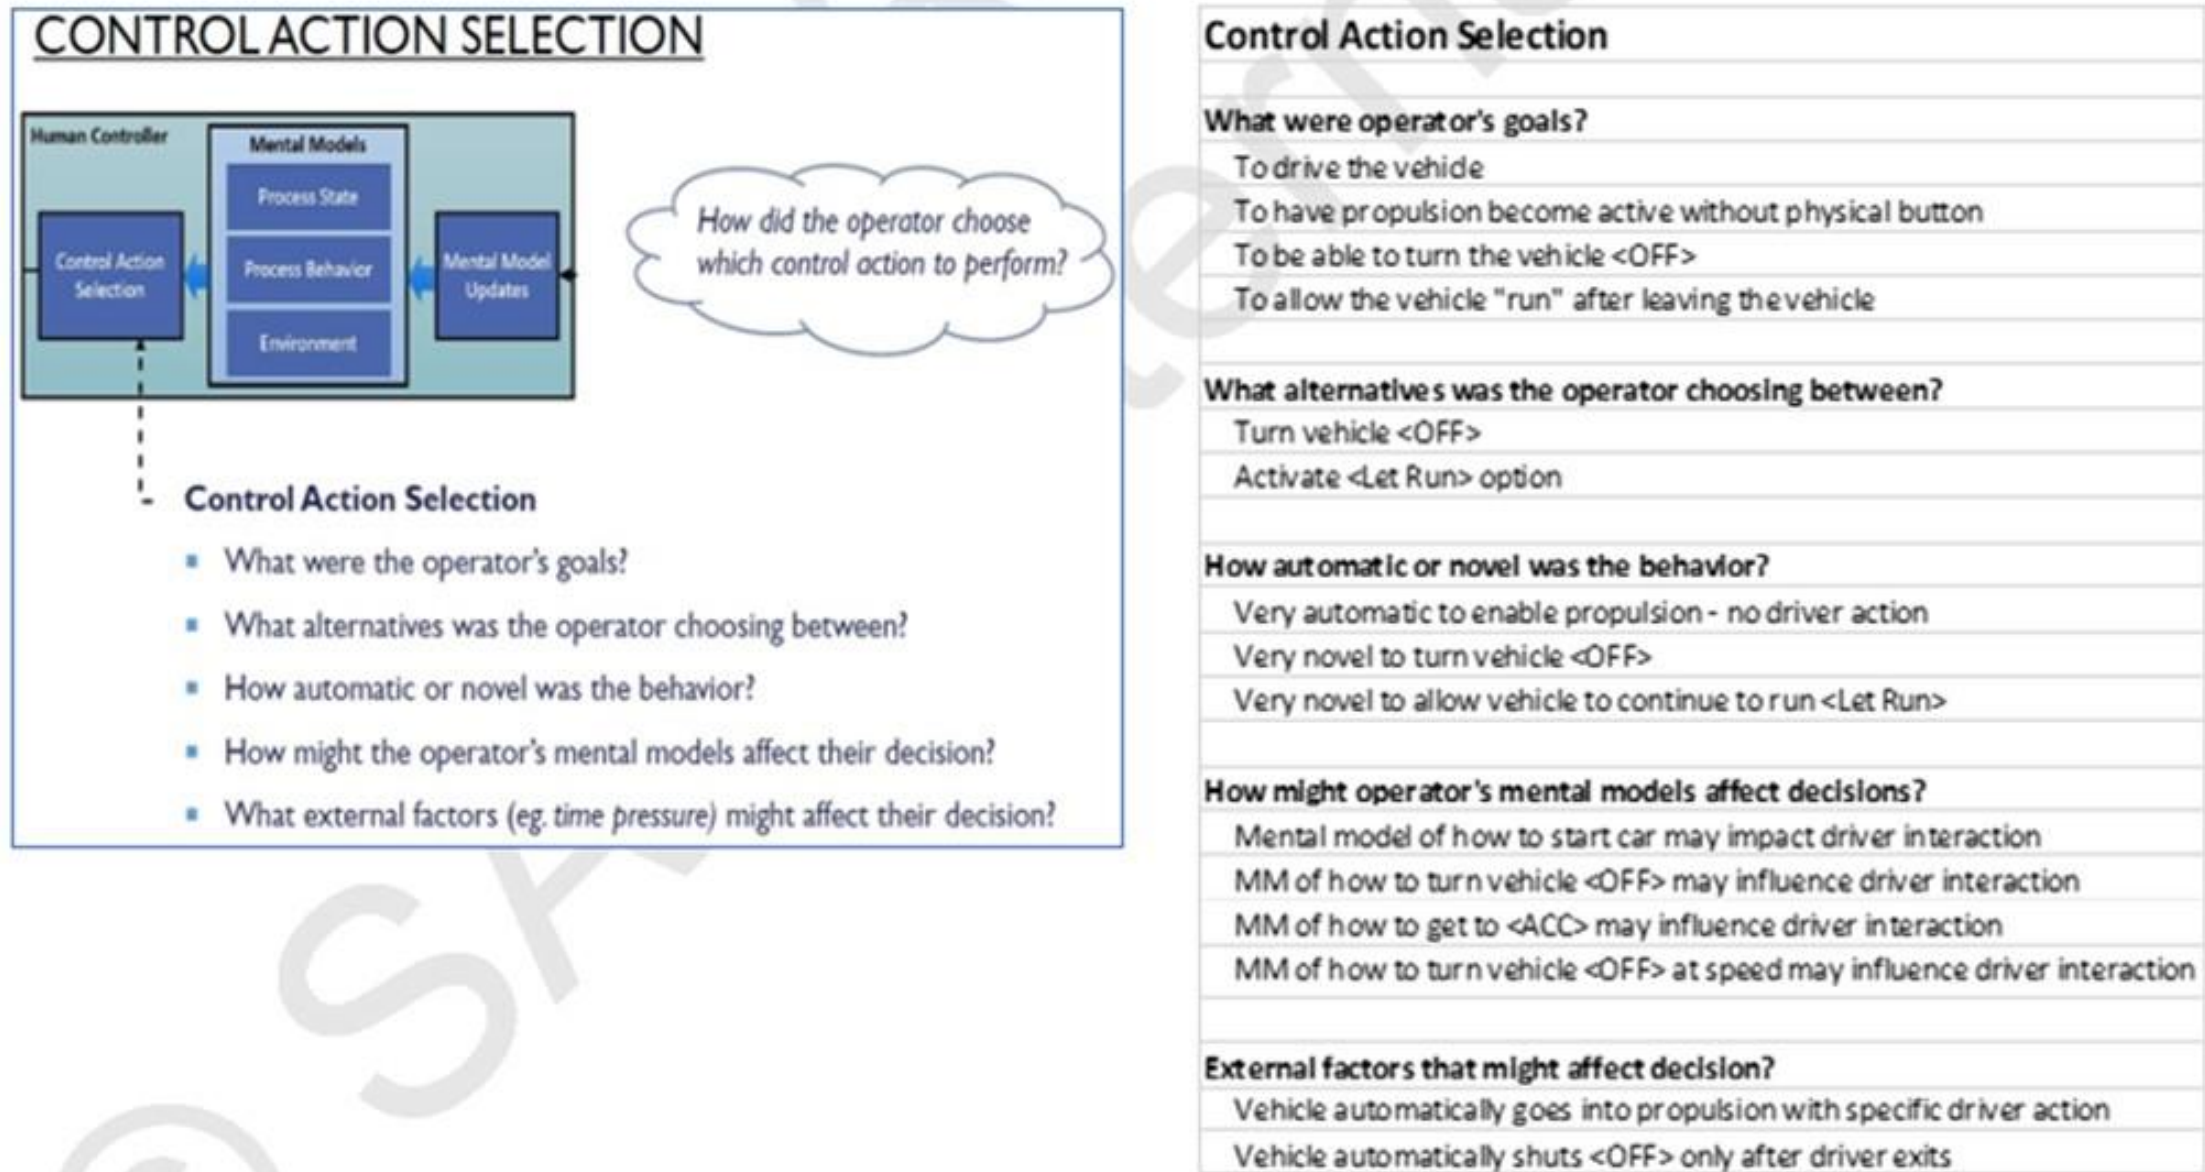 CONTROL ACTION SELECTION
Human Controller
Mental Models
Process State
Process Behavior
Environment
Control Action
Selection
Mental Model
Updates
How did the operator choose
which control action to perform?
Control Action Selection
What were the operator's goals?
What alternatives was the operator choosing between?
How automatic or novel was the behavior?
How might the operator's mental models affect their decision?
What external factors (eg. time pressure) might affect their decision?
Control Action Selection
What were operator's goals?
To drive the vehicle
To have propulsion become active without physical button
To be able to turn the vehicle <OFF>
To allow the vehicle "run" after leaving the vehicle
What alternatives was the operator choosing between?
Turn vehicle <OFF>
Activate <Let Run> option
How automatic or novel was the behavior?
Very automatic to enable propulsion - no driver action
Very novel to turn vehicle <OFF>
Very novel to allow vehicle to continue to run <Let Run>
How might operator's mental models affect decisions?
Mental model of how to start car may impact driver interaction
MM of how to turn vehicle <OFF> may influence driver interaction
MM of how to get to <ACC> may influence driver interaction
MM of how to turn vehicle <OFF> at speed may influence driver interaction
External factors that might affect decision?
Vehicle automatically goes into propulsion with specific driver action
Vehicle automatically shuts <OFF> only after driver exits